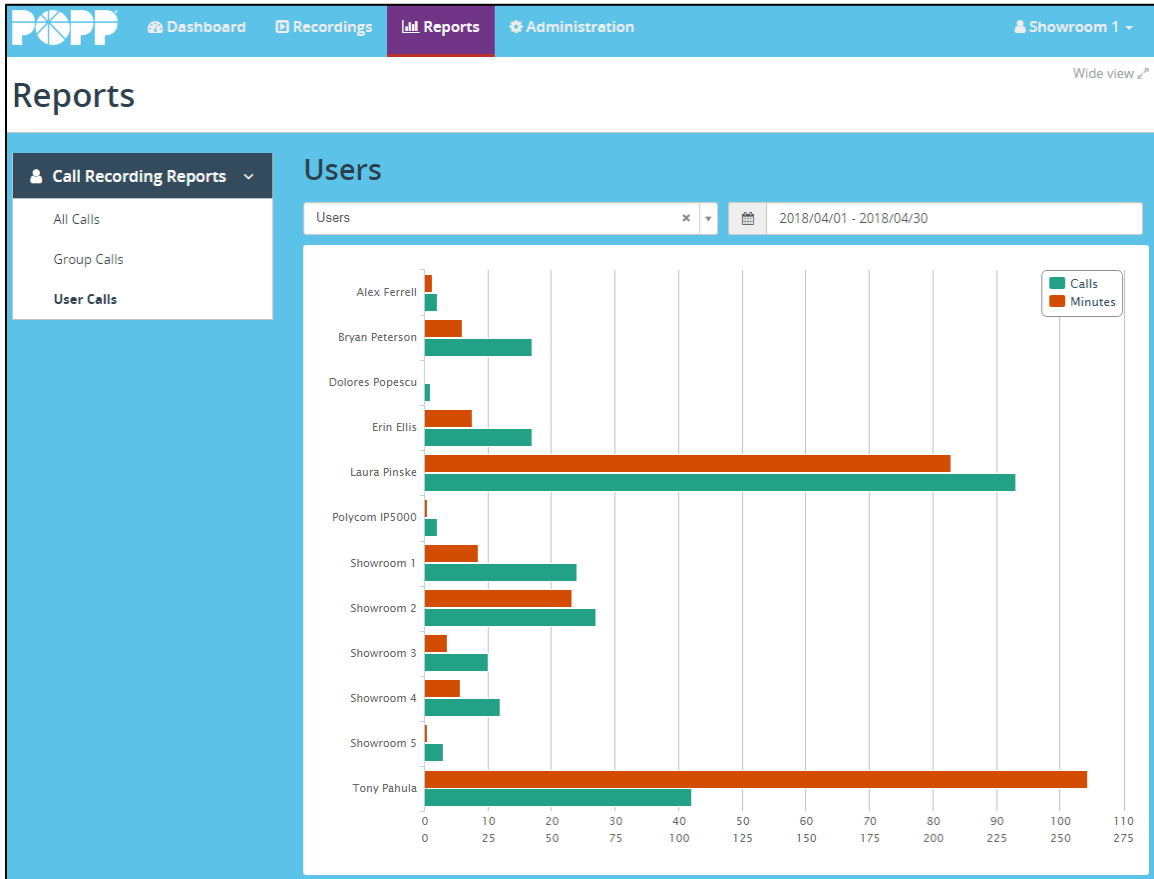 POPP Dashboard Recordings Reports Administration Showroom 1
Wide view
Reports
Call Recording Reports
All Calls
Group Calls
User Calls
Users
Users 2018/04/01 - 2018/04/30
Calls
Minutes
Alex Ferrell
Bryan Peterson
Dolores Popescu
Erin Ellis
Laura Pinske
Polycom IP5000
Showroom 1
Showroom 2
Showroom 3
Showroom 4
Showroom 5
Tony Pahula
0 10 20 30 40 50 60 70 80 90 100 110
0 25 50 75 100 125 150 175 200 225 250 275